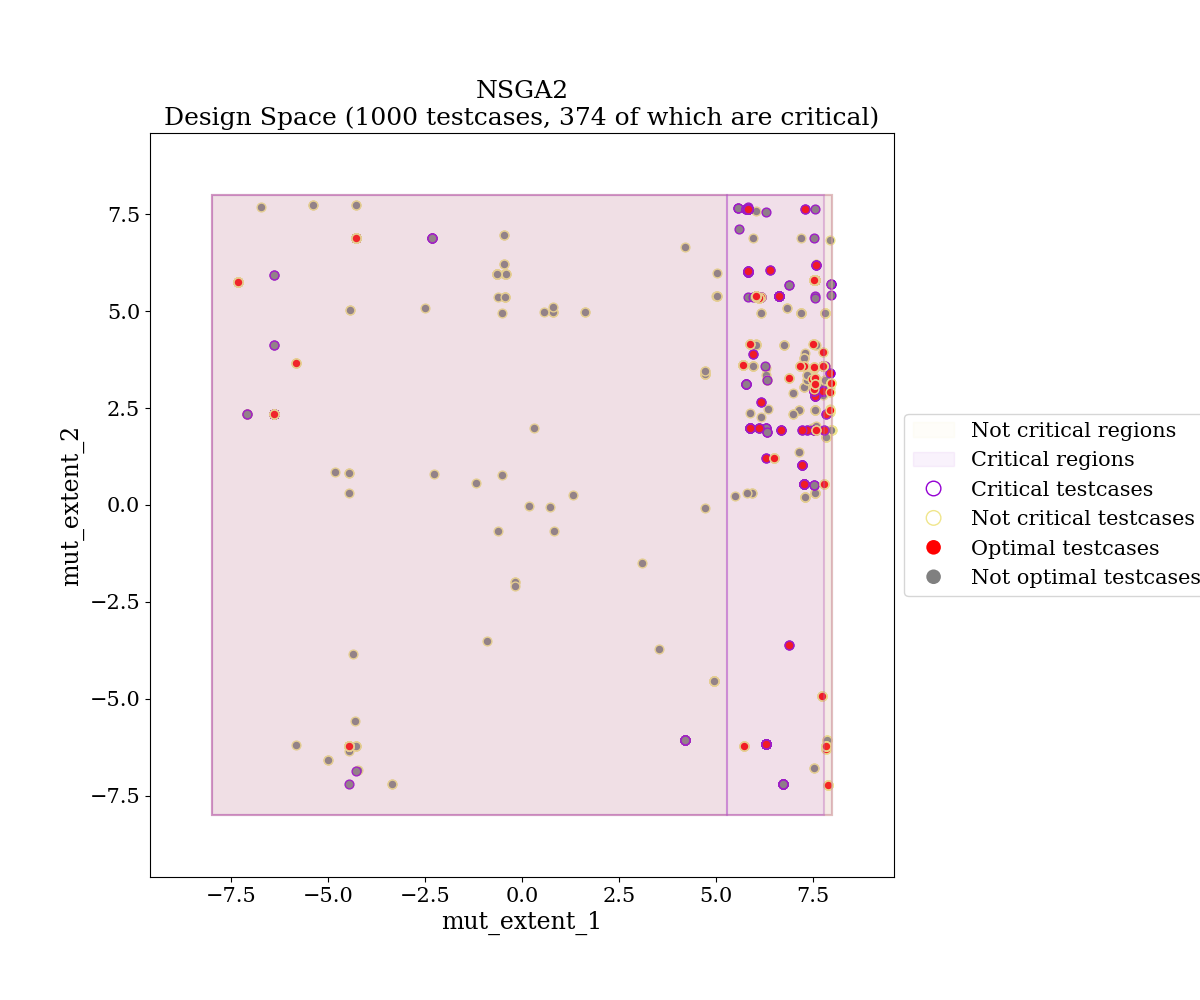 NSGA2
Design Space (1000 testcases, 374 of which are critical)
7.5
5.0
2.5
0.0
−2.5
−5.0
−7.5
mut_extent_2
−7.5
−5.0
−2.5
0.0
2.5
5.0
7.5
mut_extent_1
Not critical regions
Critical regions
Critical testcases
Not critical testcases
Optimal testcases
Not optimal testcases